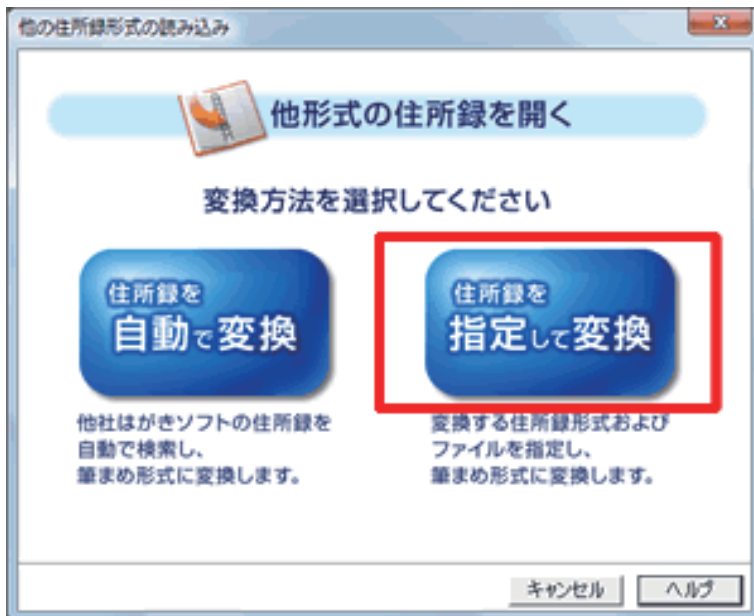 他の住所録形式の読み込み
他形式の住所録を開く
変換方法を選択してください
住所録を
自動で変換
他社はがきソフトの住所録を
自動で検索し、
筆まめ形式に変換します。
住所録を
指定して変換
変換する住所録形式および
ファイルを指定し、
筆まめ形式に変換します。
キャンセル
ヘルプ